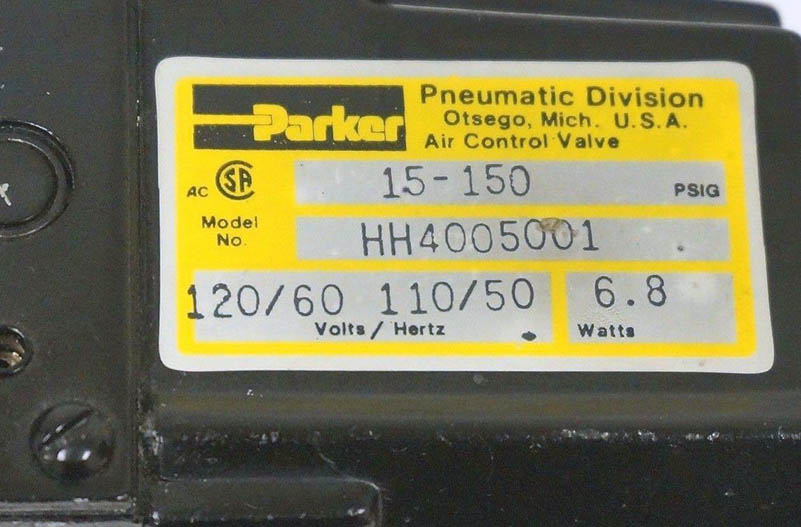 Parker
Pneumatic Division
Otsego, Mich. U.S.A.
Air Control Valve
AC SA
15-150 PSIG
Model No. HH4005001
120/60 110/50
Volts / Hertz
6.8
Watts